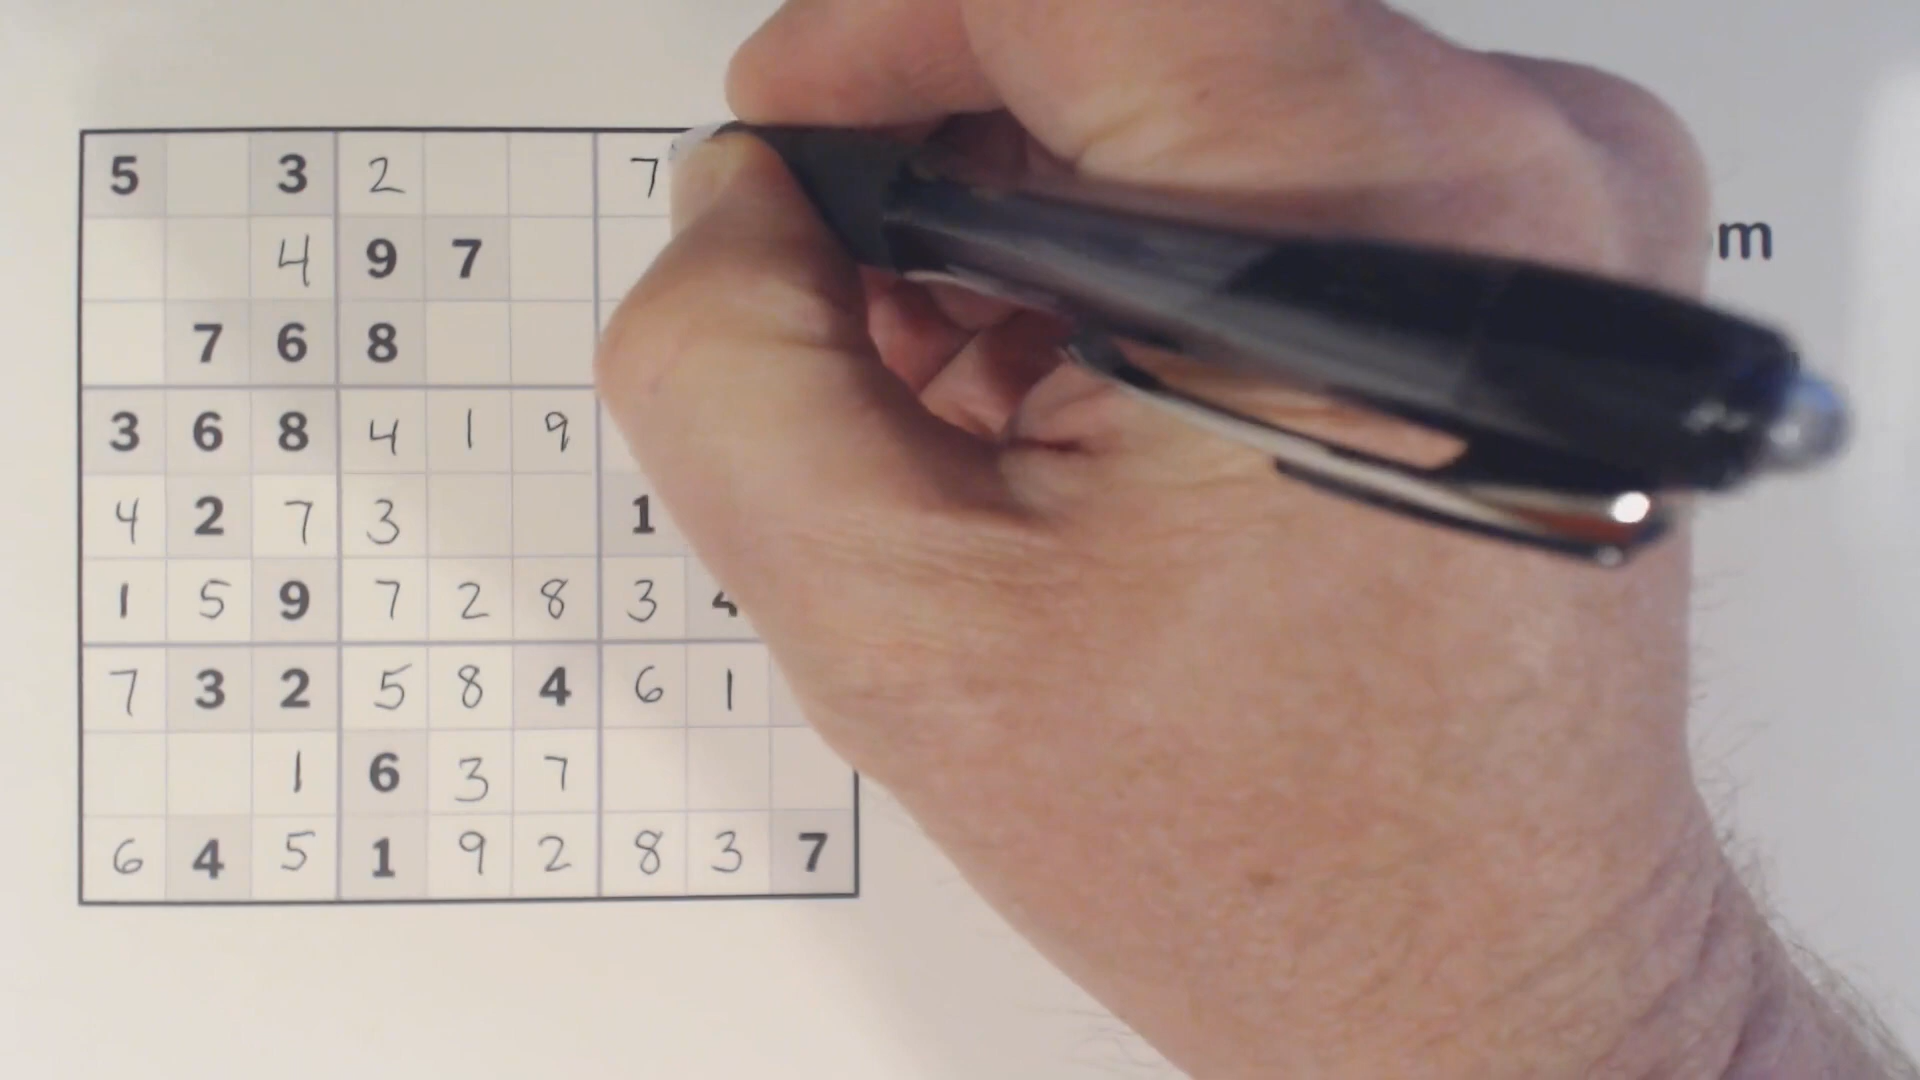 5 3 2 7
4 9 7
7 6 8
3 6 8 4 1 9
4 2 7 3 1
1 5 9 7 2 8 3 4
7 3 2 5 8 4 6 1
1 6 3 7
6 4 5 1 9 2 8 3 7
m